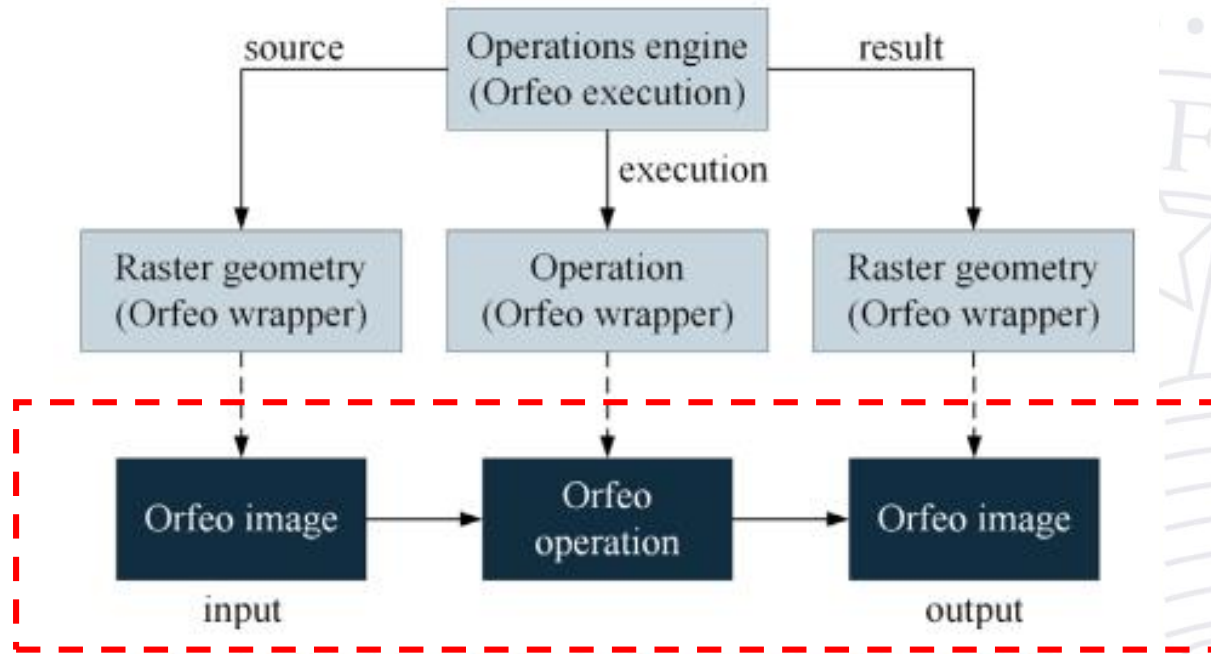 source
Operations engine
(Orfeo execution)
result
execution
Raster geometry
(Orfeo wrapper)
Operation
(Orfeo wrapper)
Raster geometry
(Orfeo wrapper)
Orfeo image
Orfeo
operation
Orfeo image
input
output
F